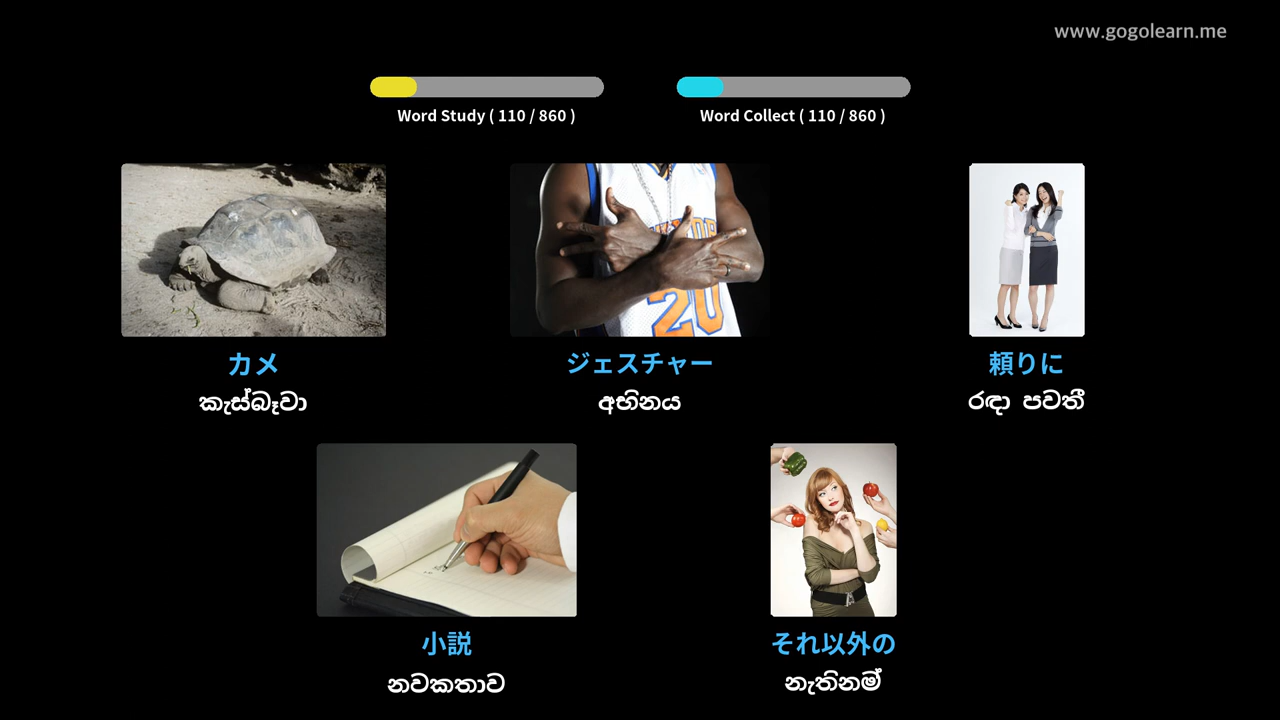 www.gogolearn.me
Word Study ( 110 / 860 )
Word Collect ( 110 / 860 )
カメ
කැස්බෑවා
ジェスチャー
අභිනය
頼りに
රඳා පවතී
20
小説
නවකතාව
それ以外の
නැතිනම්